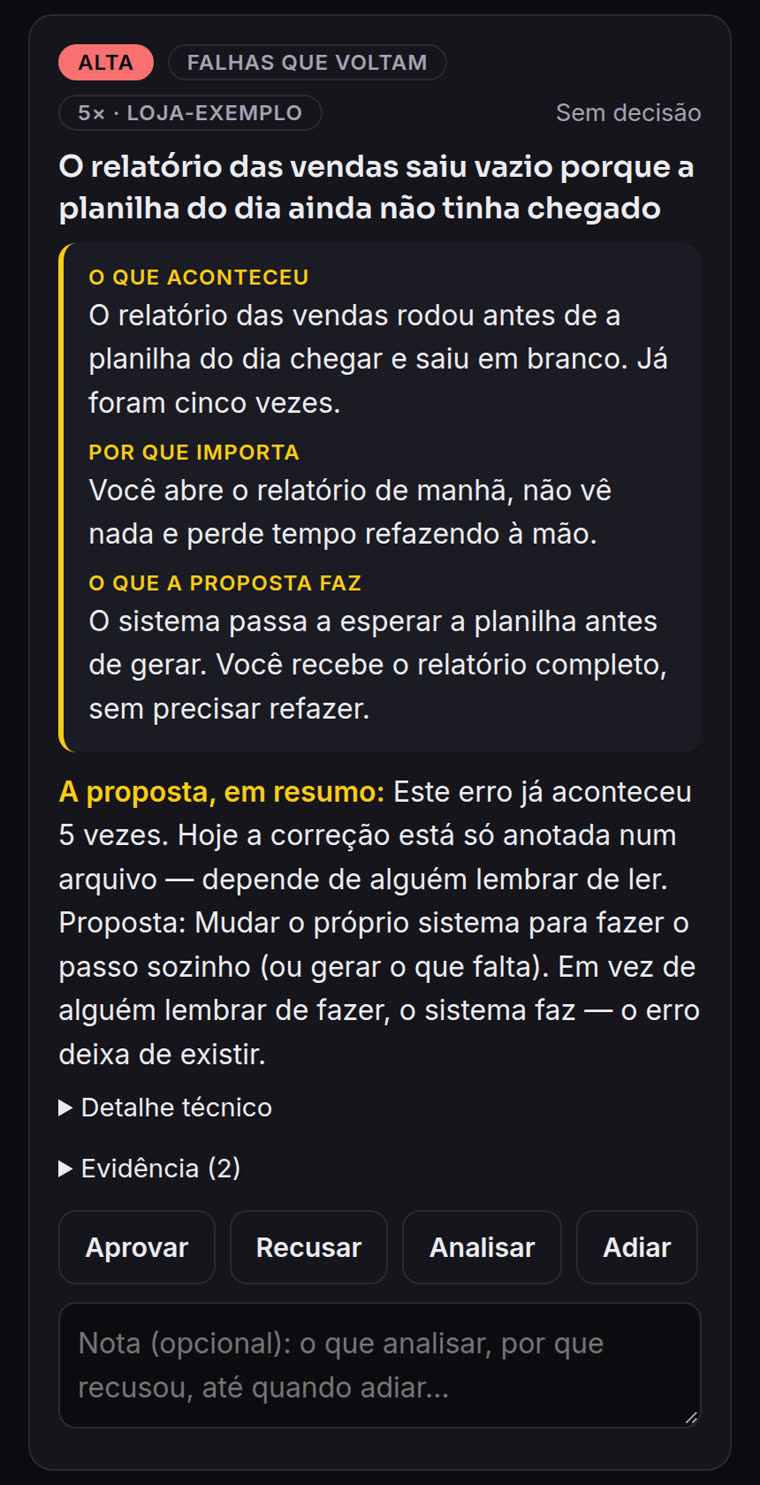 ALTA
FALHAS QUE VOLTAM
5× · LOJA-EXEMPLO
Sem decisão
O relatório das vendas saiu vazio porque a
planilha do dia ainda não tinha chegado
O QUE ACONTECEU
O relatório das vendas rodou antes de a
planilha do dia chegar e saiu em branco. Já
foram cinco vezes.
POR QUE IMPORTA
Você abre o relatório de manhã, não vê
nada e perde tempo refazendo à mão.
O QUE A PROPOSTA FAZ
O sistema passa a esperar a planilha antes
de gerar. Você recebe o relatório completo,
sem precisar refazer.
A proposta, em resumo: Este erro já aconteceu
5 vezes. Hoje a correção está só anotada num
arquivo — depende de alguém lembrar de ler.
Proposta: Mudar o próprio sistema para fazer o
passo sozinho (ou gerar o que falta). Em vez de
alguém lembrar de fazer, o sistema faz — o erro
deixa de existir.
Detalhe técnico
Evidência (2)
Aprovar
Recusar
Analisar
Adiar
Nota (opcional): o que analisar, por que
recusou, até quando adiar...